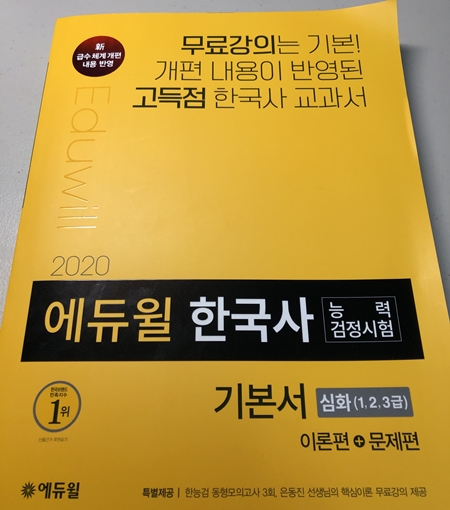 新
급수 체계 개편
내용 반영
무료강의는 기본!
개편 내용이 반영된
고득점 한국사 교과서
Eduwill
2020
에듀윌 한국사 능력
검정시험
1위
기본서 심화(1,2,3급)
이론편 + 문제편
에듀윌
특별제공 | 한능검 동형모의고사 3회, 은동진 선생님의 핵심이론 무료강의 제공